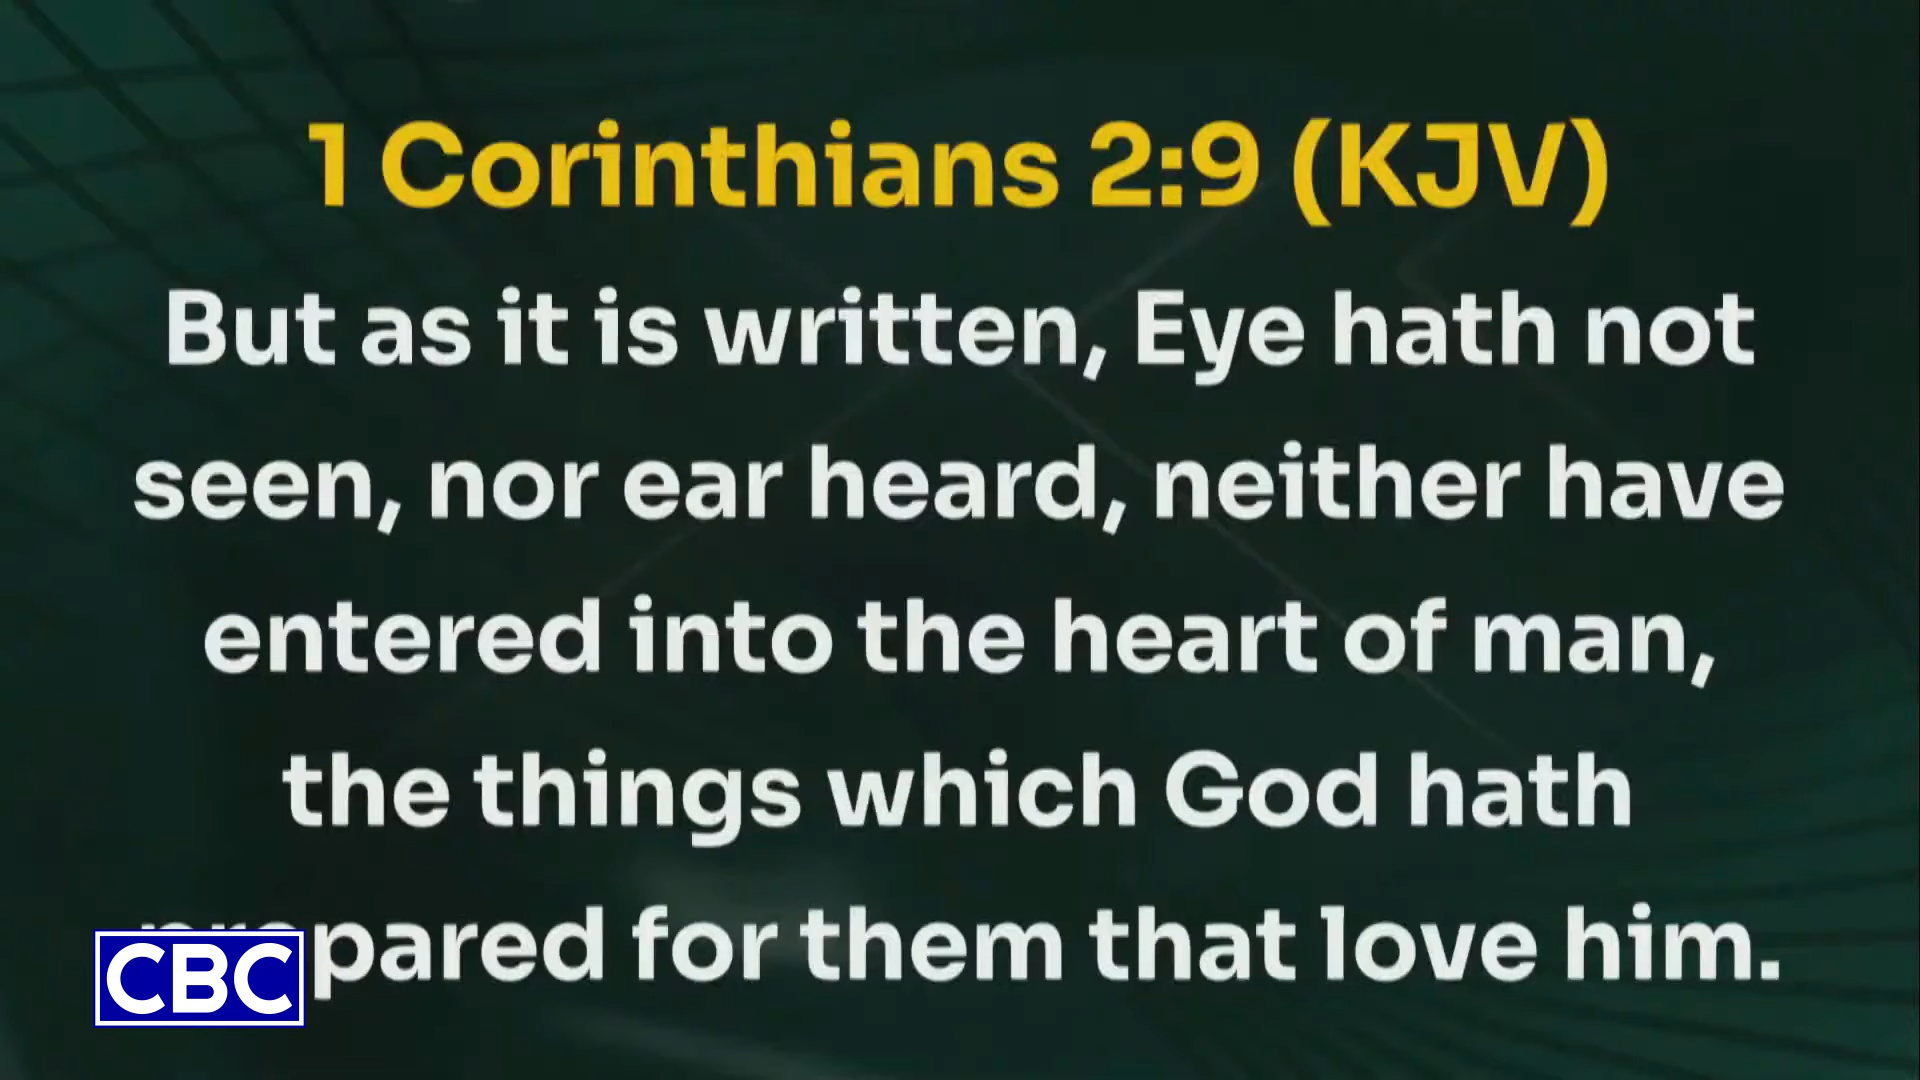 1 Corinthians 2:9 (KJV)
But as it is written, Eye hath not
seen, nor ear heard, neither have
entered into the heart of man,
the things which God hath
prepared for them that love him.
CBC